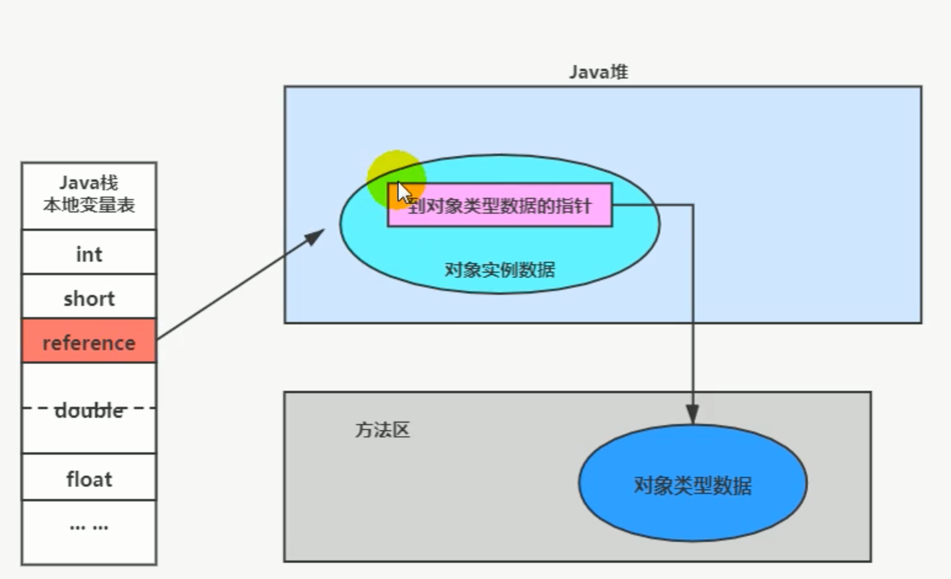 Java堆
Java栈
本地变量表
int
short
reference
double
float
... ...
到对象类型数据的指针
对象实例数据
方法区
对象类型数据